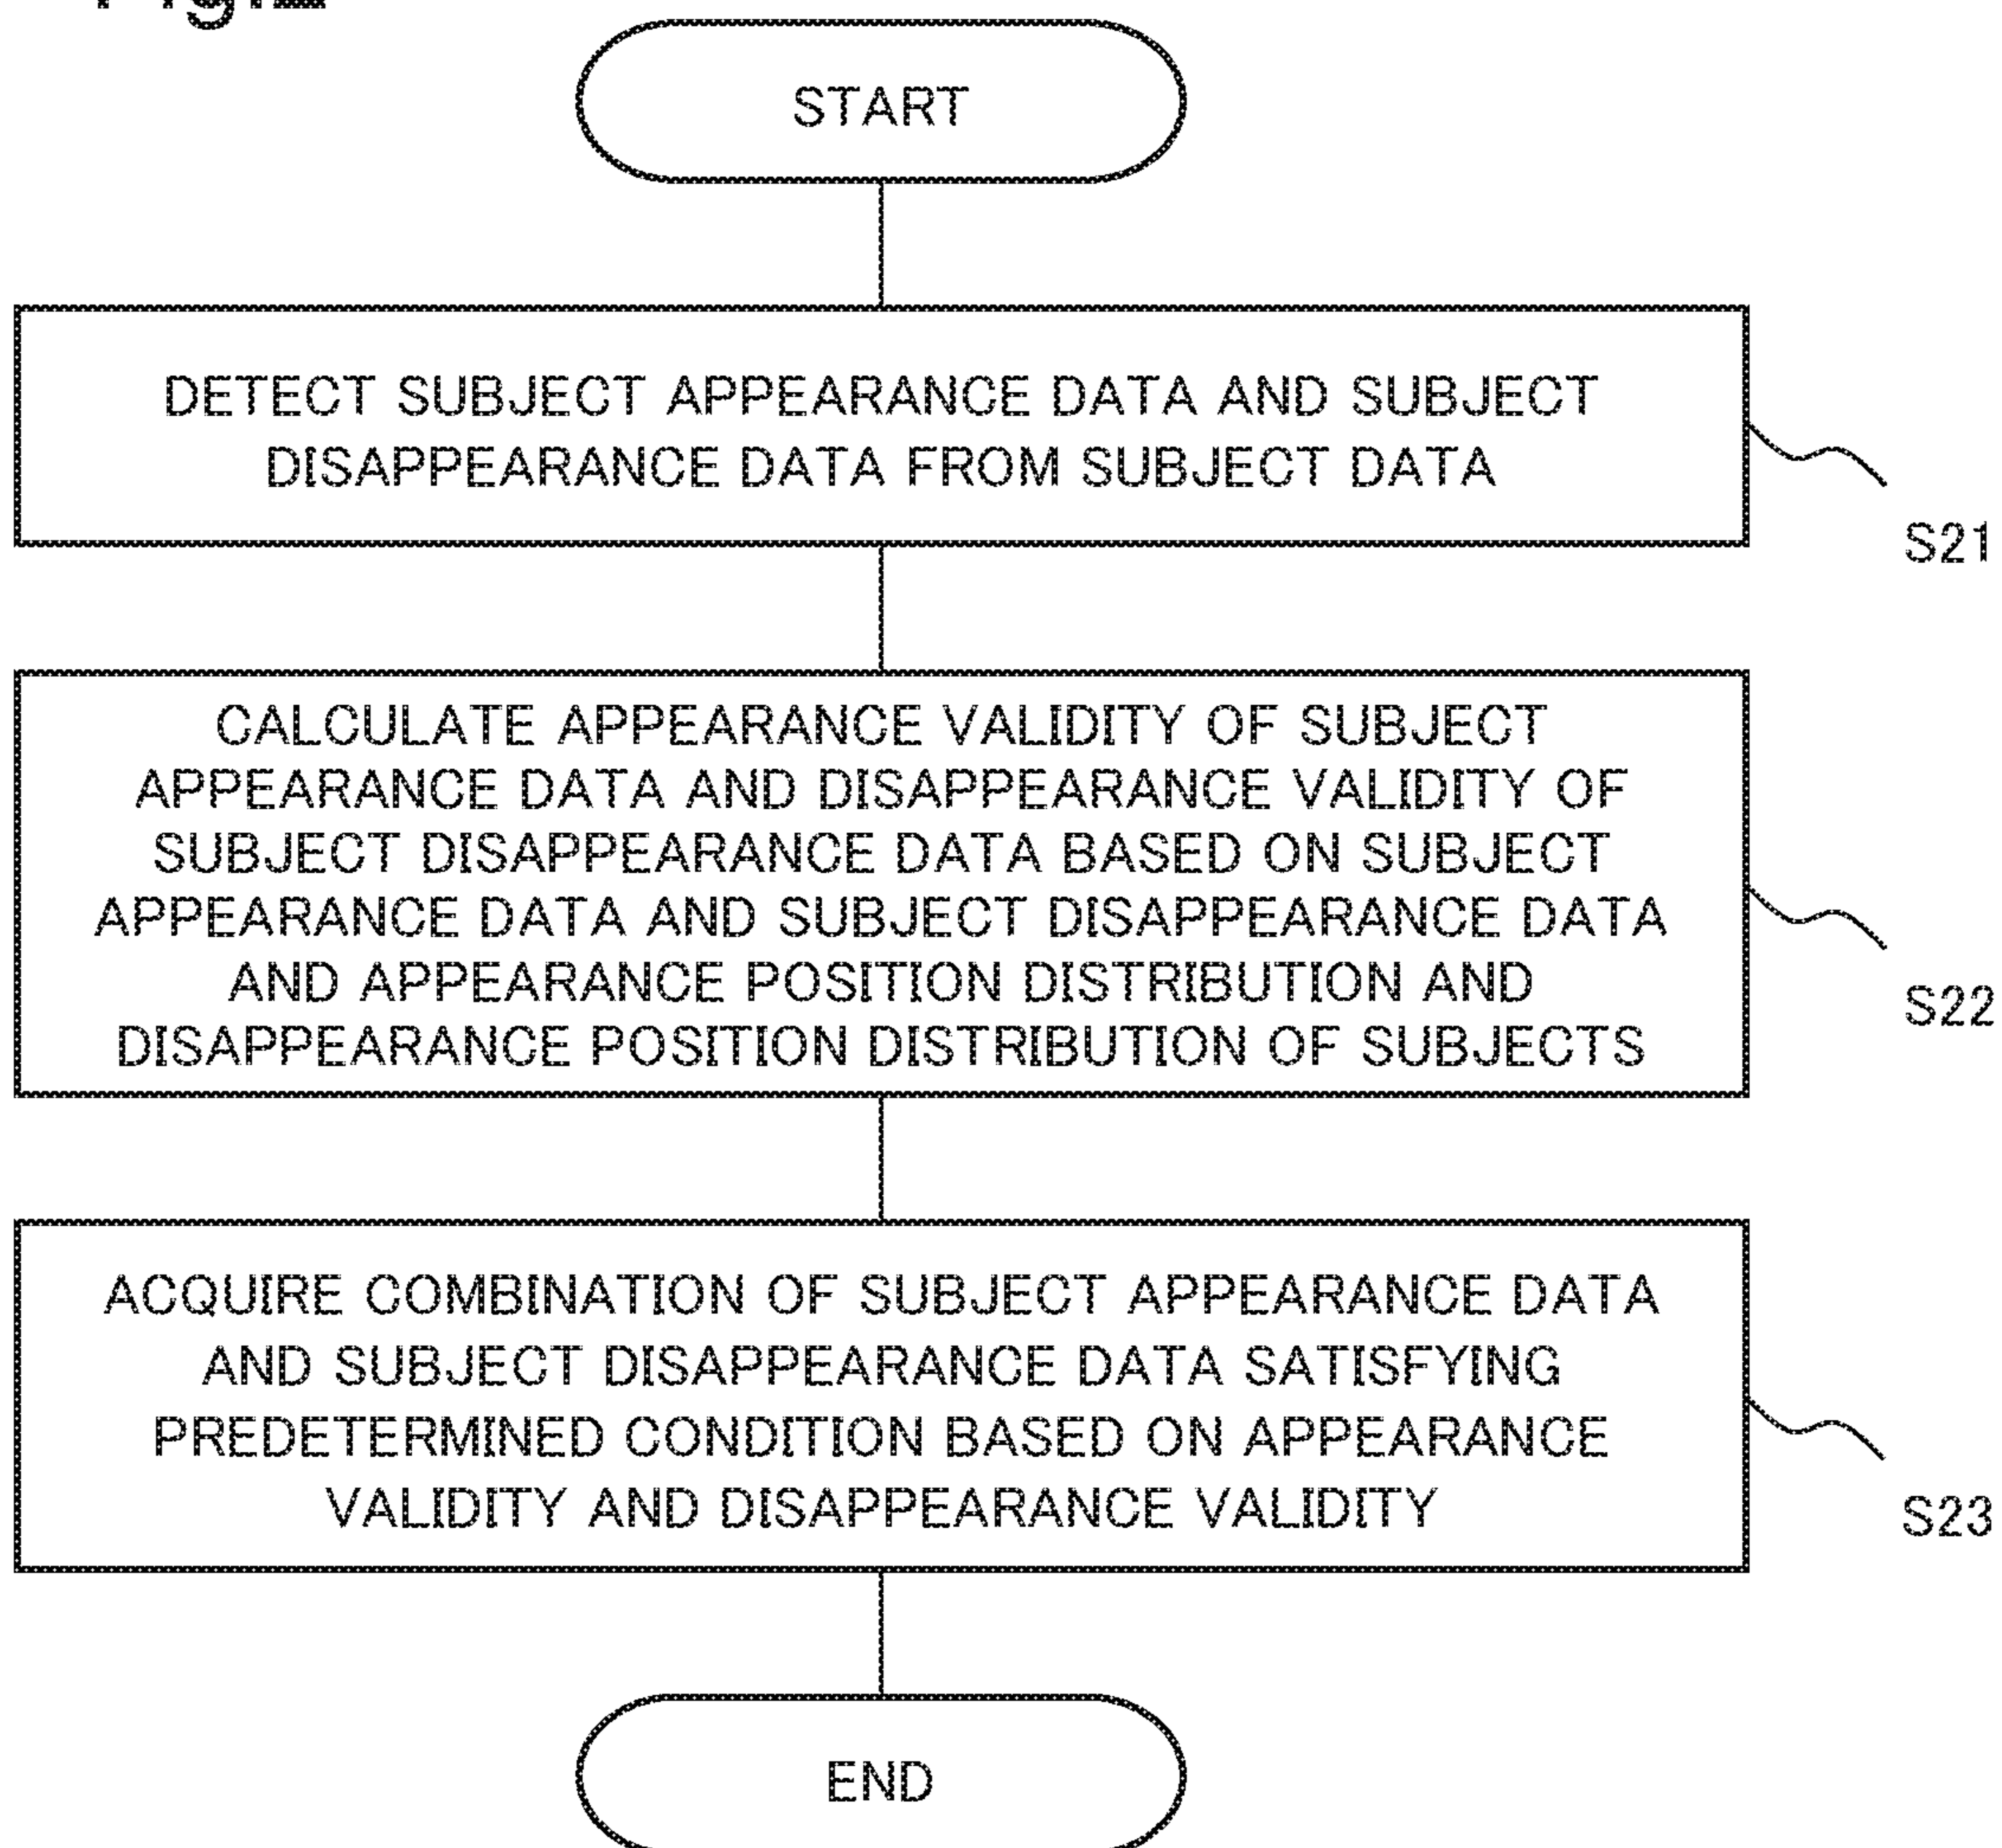 START
DETECT SUBJECT APPEARANCE DATA AND SUBJECT
DISAPPEARANCE DATA FROM SUBJECT DATA
S21
CALCULATE APPEARANCE VALIDITY OF SUBJECT
APPEARANCE DATA AND DISAPPEARANCE VALIDITY OF
SUBJECT DISAPPEARANCE DATA BASED ON SUBJECT
APPEARANCE DATA AND SUBJECT DISAPPEARANCE DATA
AND APPEARANCE POSITION DISTRIBUTION AND
DISAPPEARANCE POSITION DISTRIBUTION OF SUBJECTS
S22
ACQUIRE COMBINATION OF SUBJECT APPEARANCE DATA
AND SUBJECT DISAPPEARANCE DATA SATISFYING
PREDETERMINED CONDITION BASED ON APPEARANCE
VALIDITY AND DISAPPEARANCE VALIDITY
S23
END